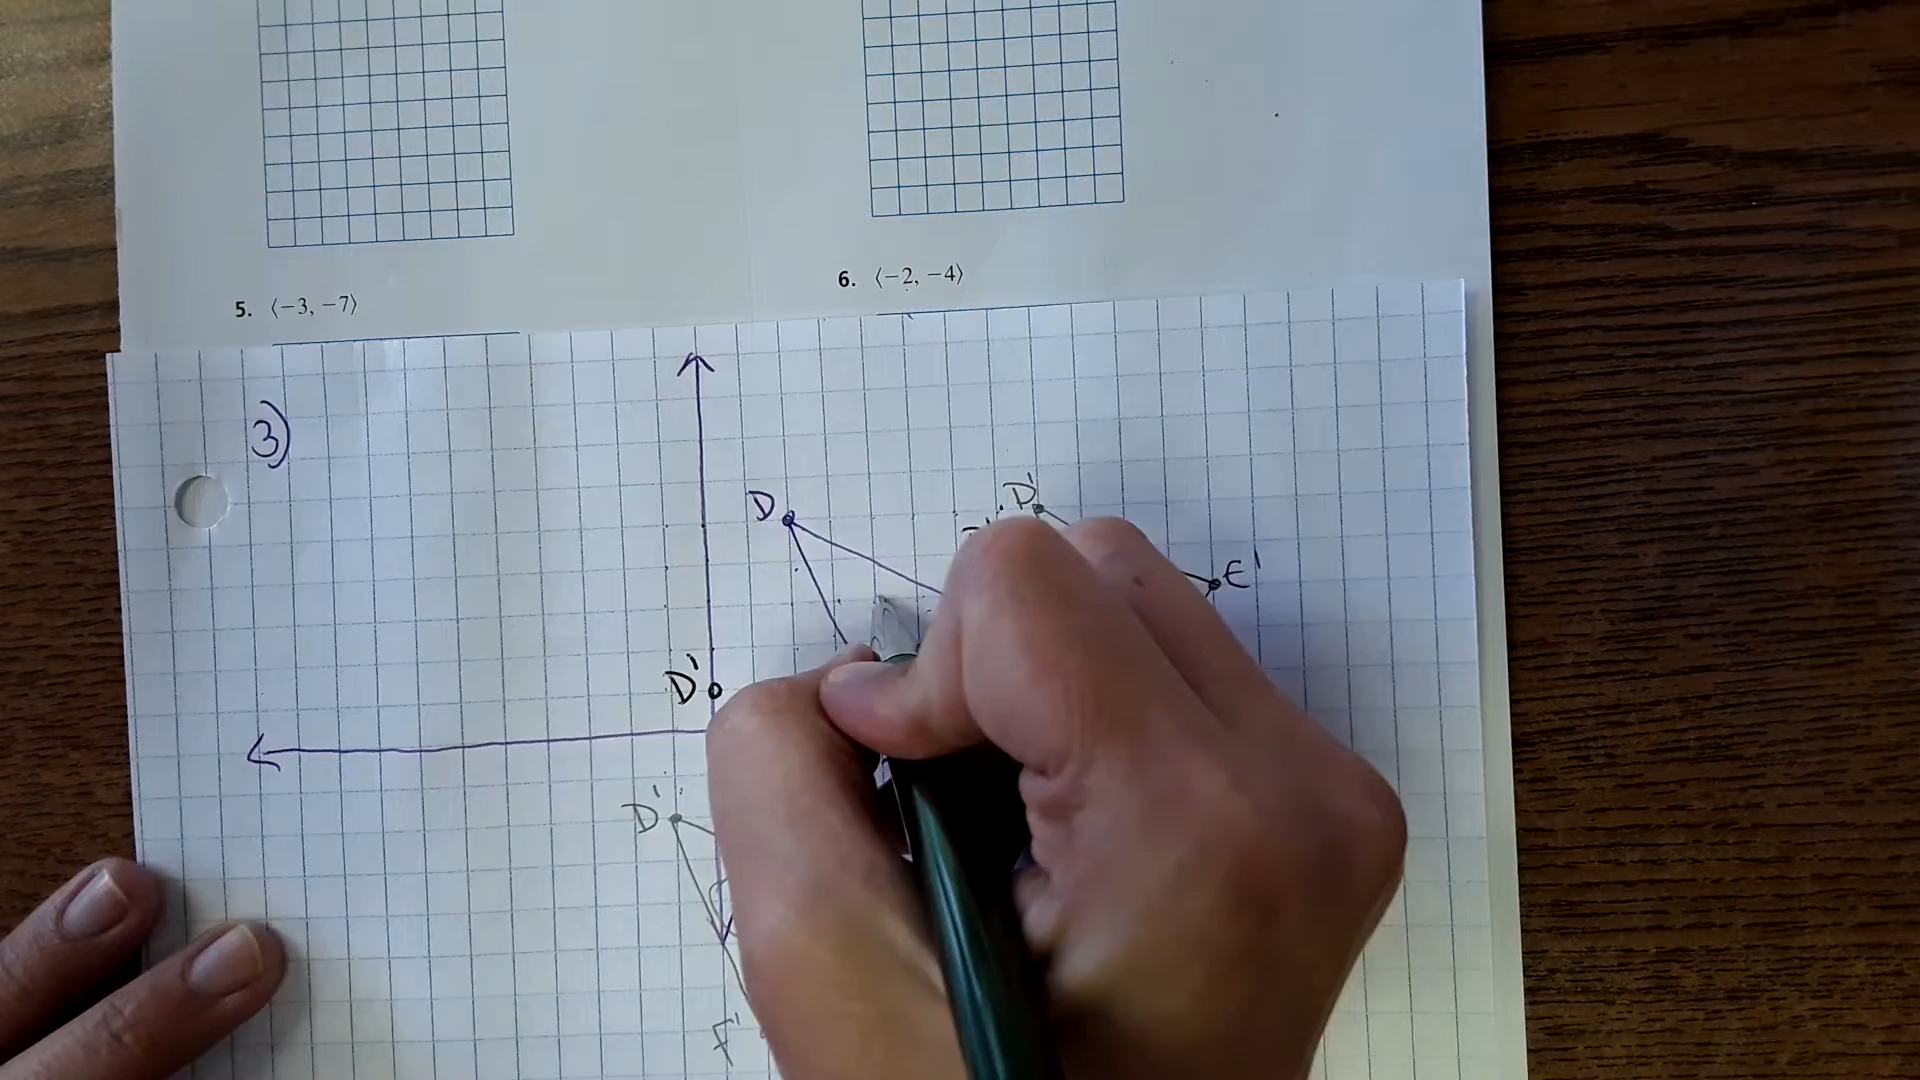 6. ⟨−2, −4⟩
5. ⟨−3, −7⟩
3)
D D'
E'
D'
D'
F'